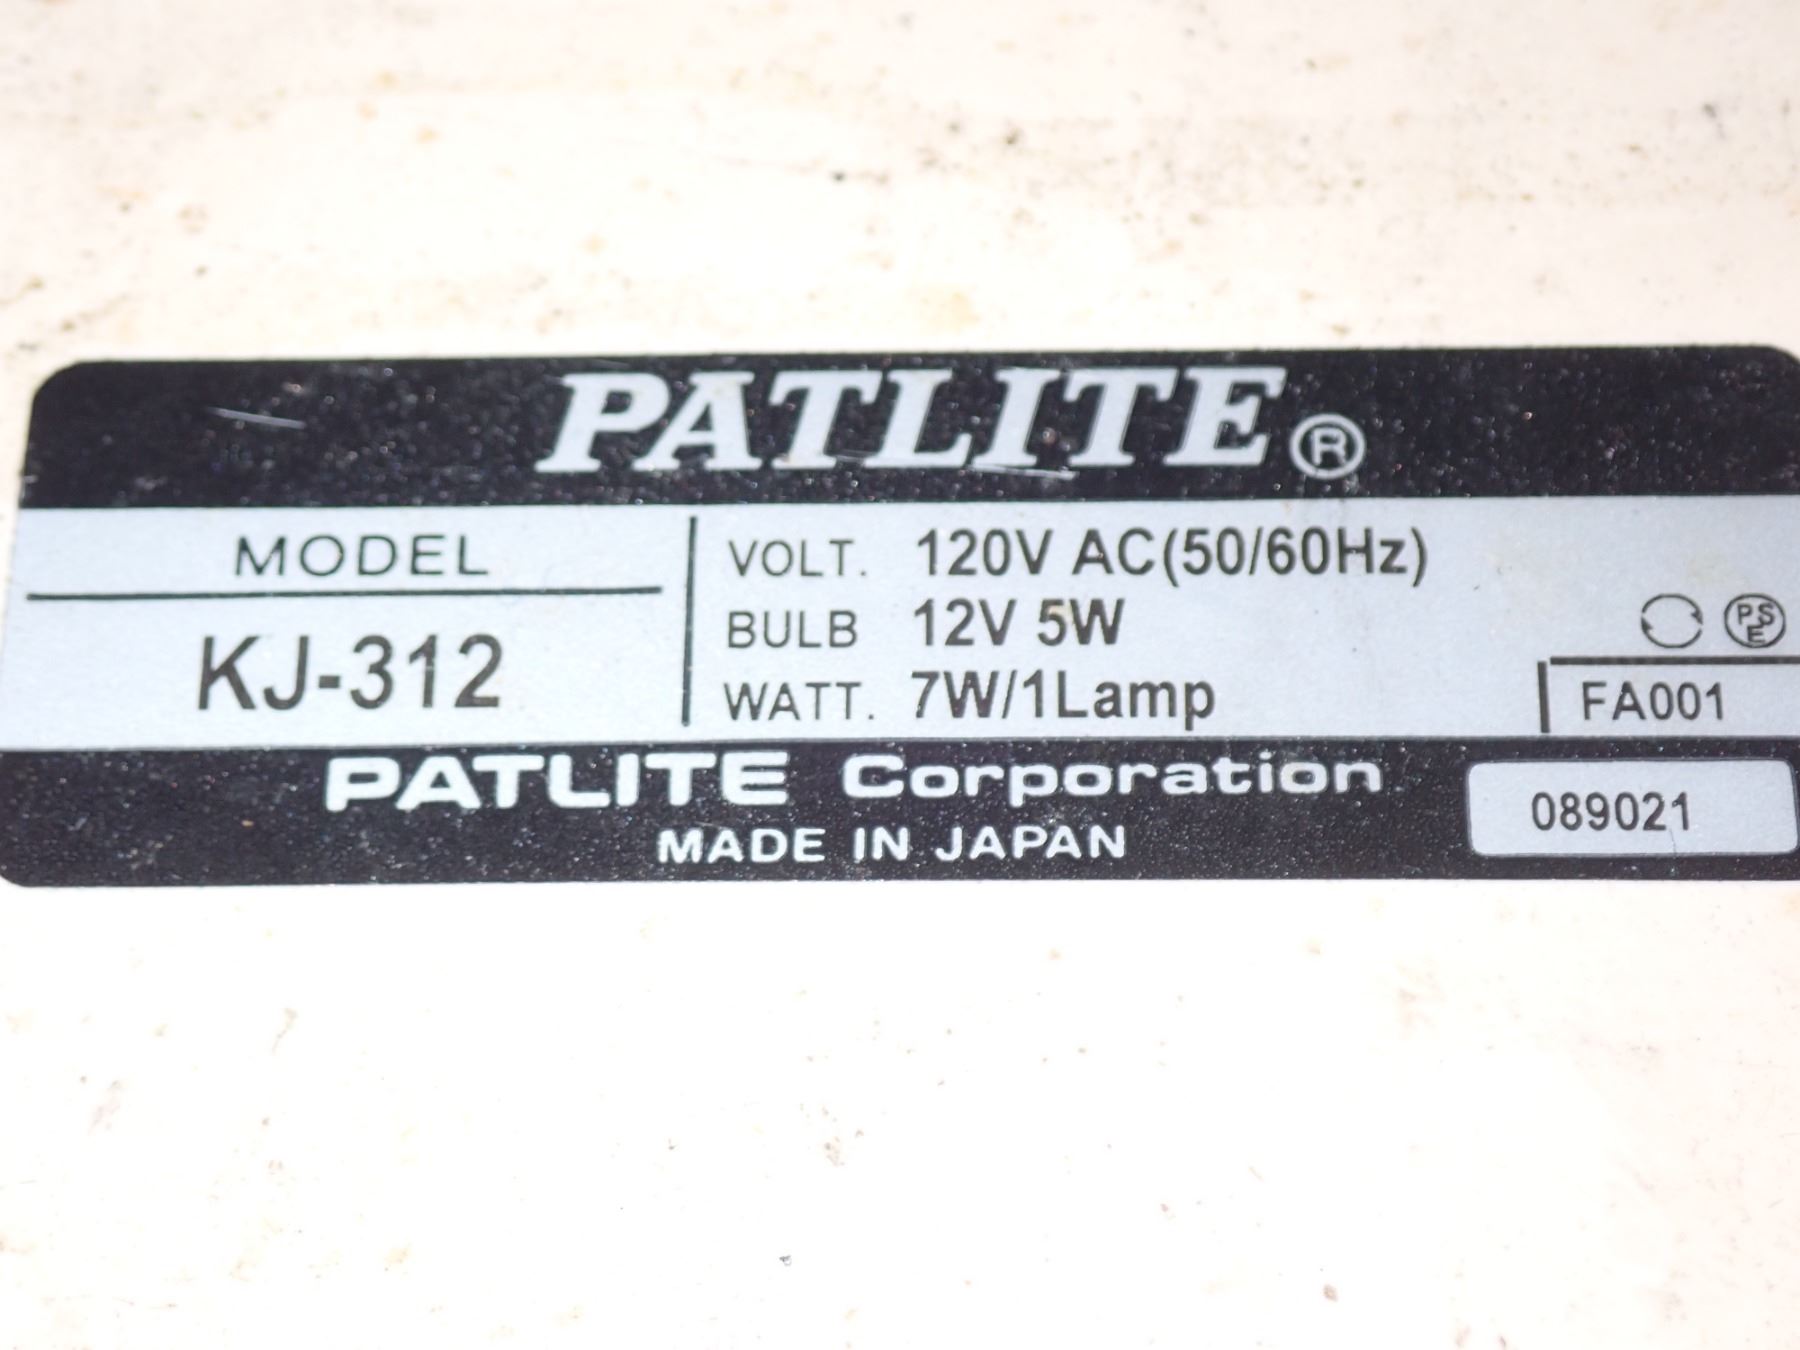 PATLITE®
MODEL
KJ-312
VOLT. 120V AC(50/60Hz)
BULB 12V 5W
WATT. 7W/1Lamp
PSE
FA001
PATLITE Corporation
MADE IN JAPAN
089021